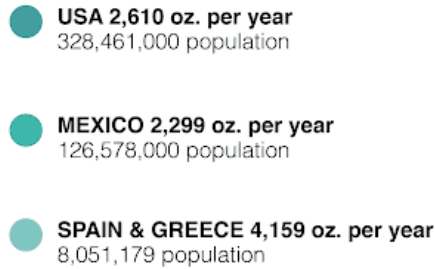 USA 2,610 oz. per year
328,461,000 population
MEXICO 2,299 oz. per year
126,578,000 population
SPAIN & GREECE 4,159 oz. per year
8,051,179 population